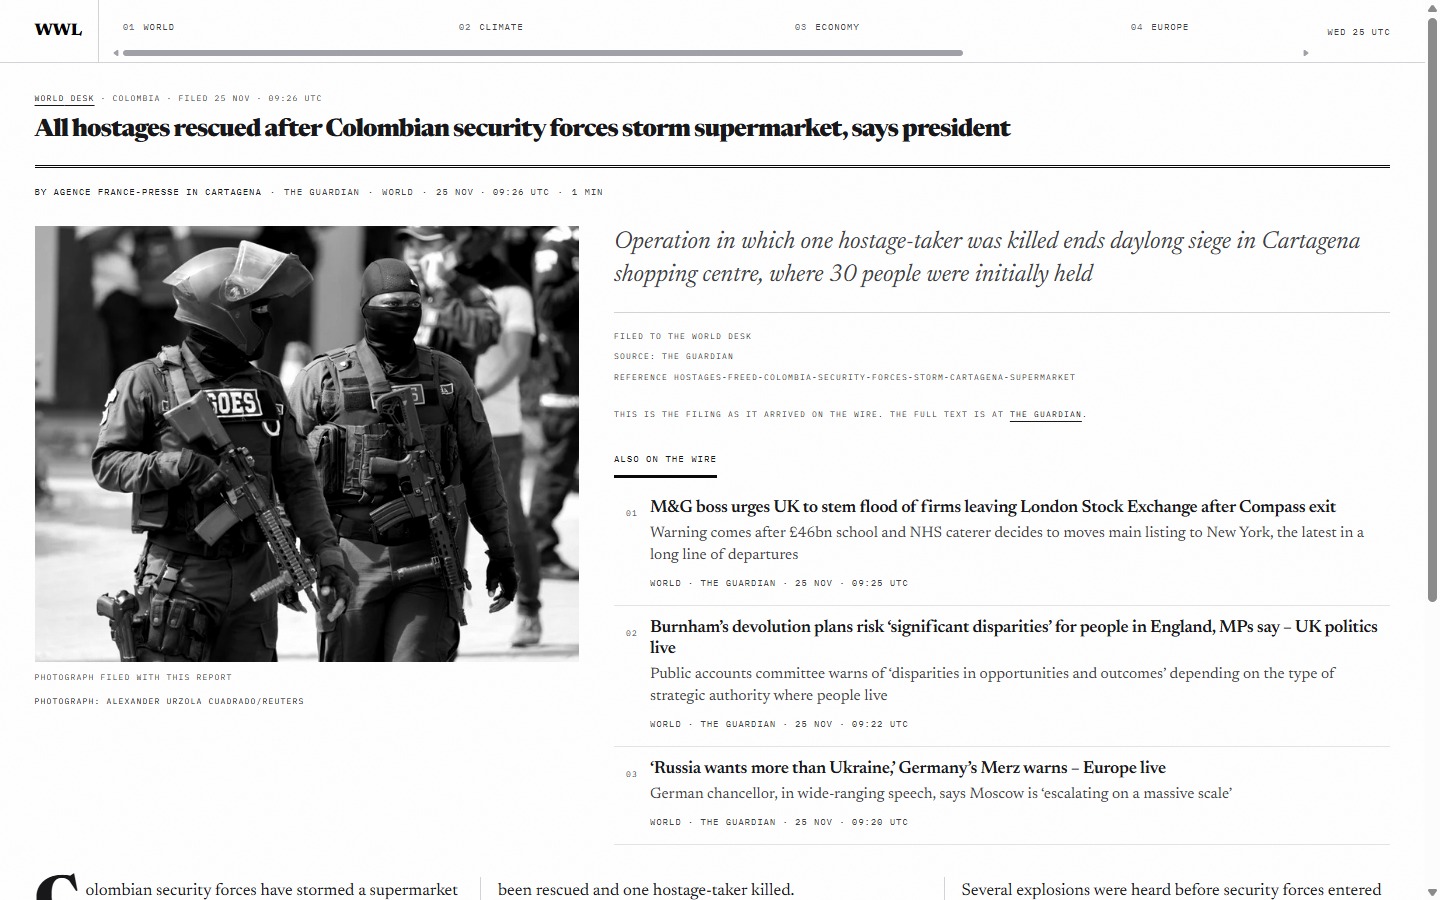 WWL
01 WORLD
02 CLIMATE
03 ECONOMY
04 EUROPE
WED 25 UTC
WORLD DESK · COLOMBIA · FILED 25 NOV · 09:26 UTC
All hostages rescued after Colombian security forces storm supermarket, says president
BY AGENCE FRANCE-PRESSE IN CARTAGENA · THE GUARDIAN · WORLD · 25 NOV · 09:26 UTC · 1 MIN
GOES
PHOTOGRAPH FILED WITH THIS REPORT
PHOTOGRAPH: ALEXANDER URZOLA CUADRADO/REUTERS
Operation in which one hostage-taker was killed ends daylong siege in Cartagena
shopping centre, where 30 people were initially held
FILED TO THE WORLD DESK
SOURCE: THE GUARDIAN
REFERENCE HOSTAGES-FREED-COLOMBIA-SECURITY-FORCES-STORM-CARTAGENA-SUPERMARKET
THIS IS THE FILING AS IT ARRIVED ON THE WIRE. THE FULL TEXT IS AT THE GUARDIAN.
ALSO ON THE WIRE
01
M&G boss urges UK to stem flood of firms leaving London Stock Exchange after Compass exit
Warning comes after £46bn school and NHS caterer decides to moves main listing to New York, the latest in a
long line of departures
WORLD · THE GUARDIAN · 25 NOV · 09:25 UTC
02
Burnham’s devolution plans risk ‘significant disparities’ for people in England, MPs say – UK politics
live
Public accounts committee warns of ‘disparities in opportunities and outcomes’ depending on the type of
strategic authority where people live
WORLD · THE GUARDIAN · 25 NOV · 09:22 UTC
03
‘Russia wants more than Ukraine,’ Germany’s Merz warns – Europe live
German chancellor, in wide-ranging speech, says Moscow is ‘escalating on a massive scale’
WORLD · THE GUARDIAN · 25 NOV · 09:20 UTC
Colombian security forces have stormed a supermarket
been rescued and one hostage-taker killed.
Several explosions were heard before security forces entered